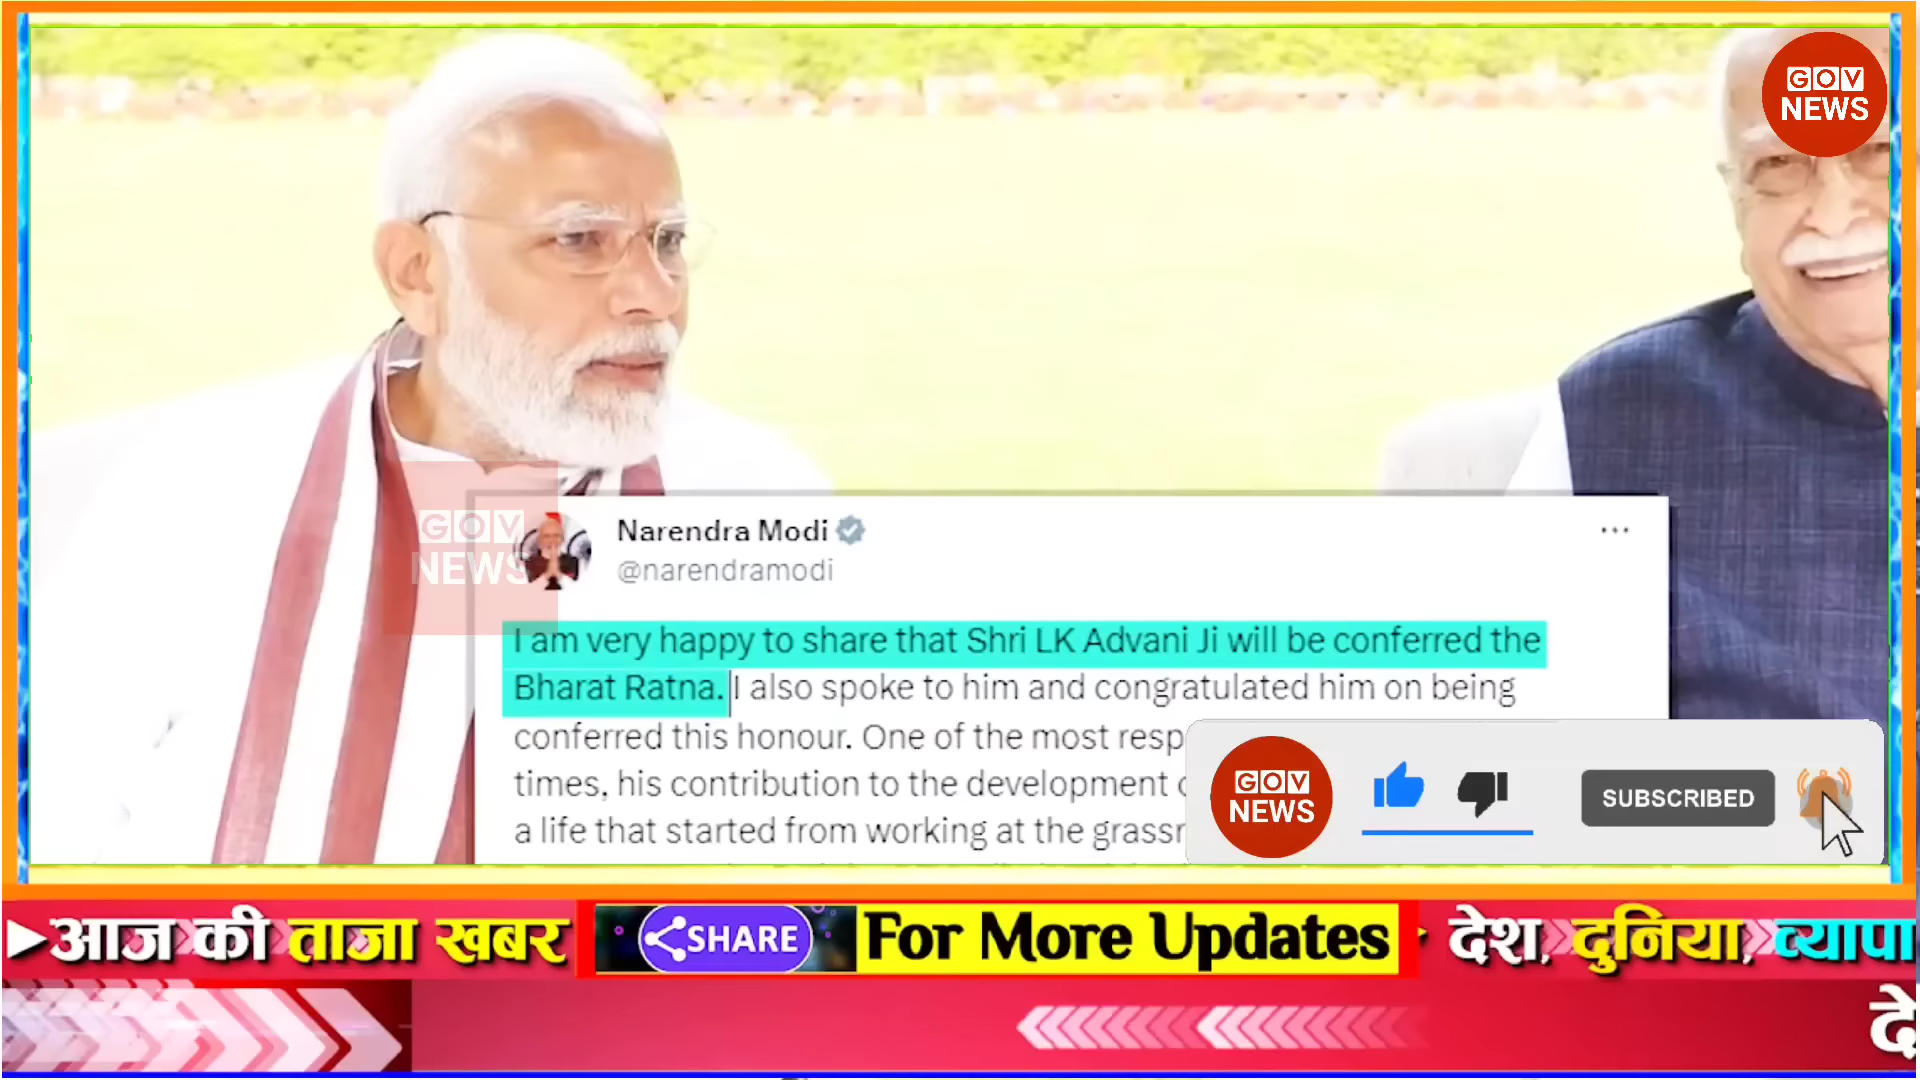 GOV
NEWS
GOV
NEWS
Narendra Modi
@narendramodi
I am very happy to share that Shri LK Advani Ji will be conferred the
Bharat Ratna. I also spoke to him and congratulated him on being
conferred this honour. One of the most resp
times, his contribution to the development
a life that started from working at the grassr
GOV
NEWS
SUBSCRIBED
आज की ताजा खबर
SHARE
For More Updates
देश, दुनिया, व्यापा
दे